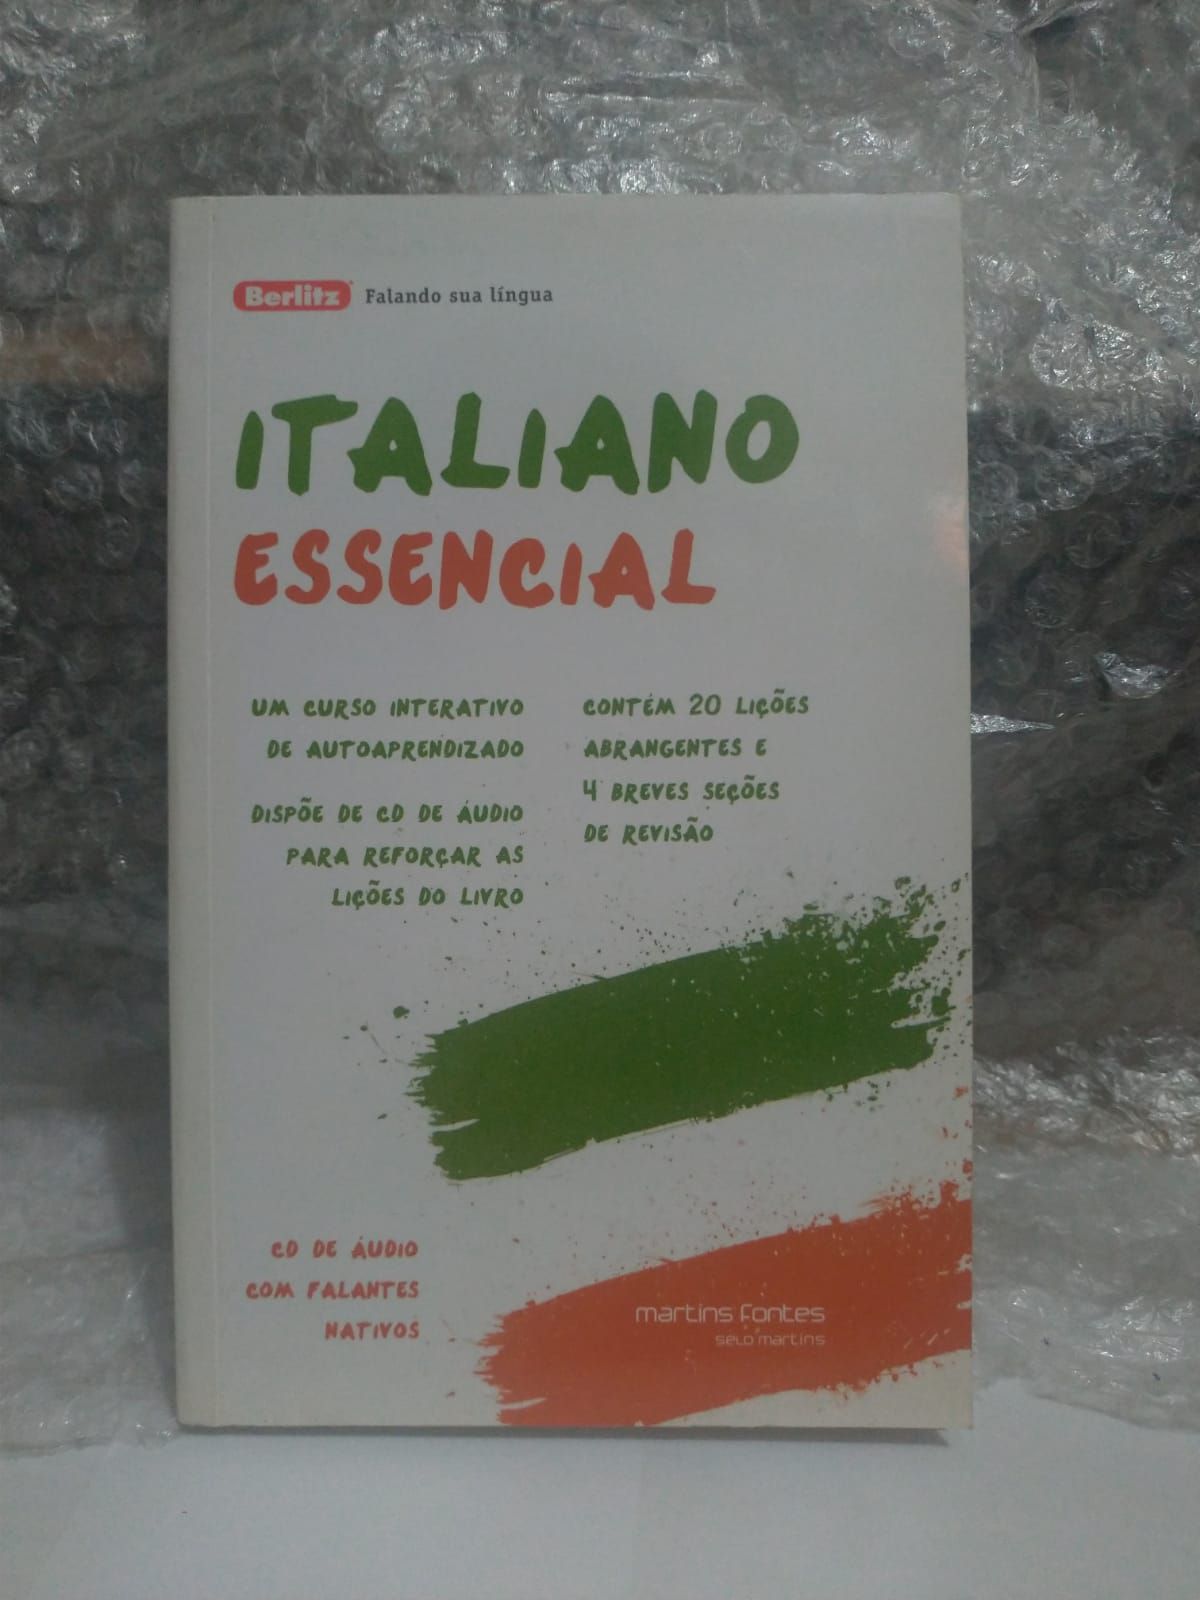 Berlitz Falando sua língua
ITALIANO
ESSENCIAL
UM CURSO INTERATIVO
DE AUTOAPRENDIZADO
DISPÕE DE CD DE ÁUDIO
PARA REFORÇAR AS
LIÇÕES DO LIVRO
CONTÉM 20 LIÇÕES
ABRANGENTES E
4 BREVES SEÇÕES
DE REVISÃO
CD DE ÁUDIO
COM FALANTES
NATIVOS
martins fontes
selo martins